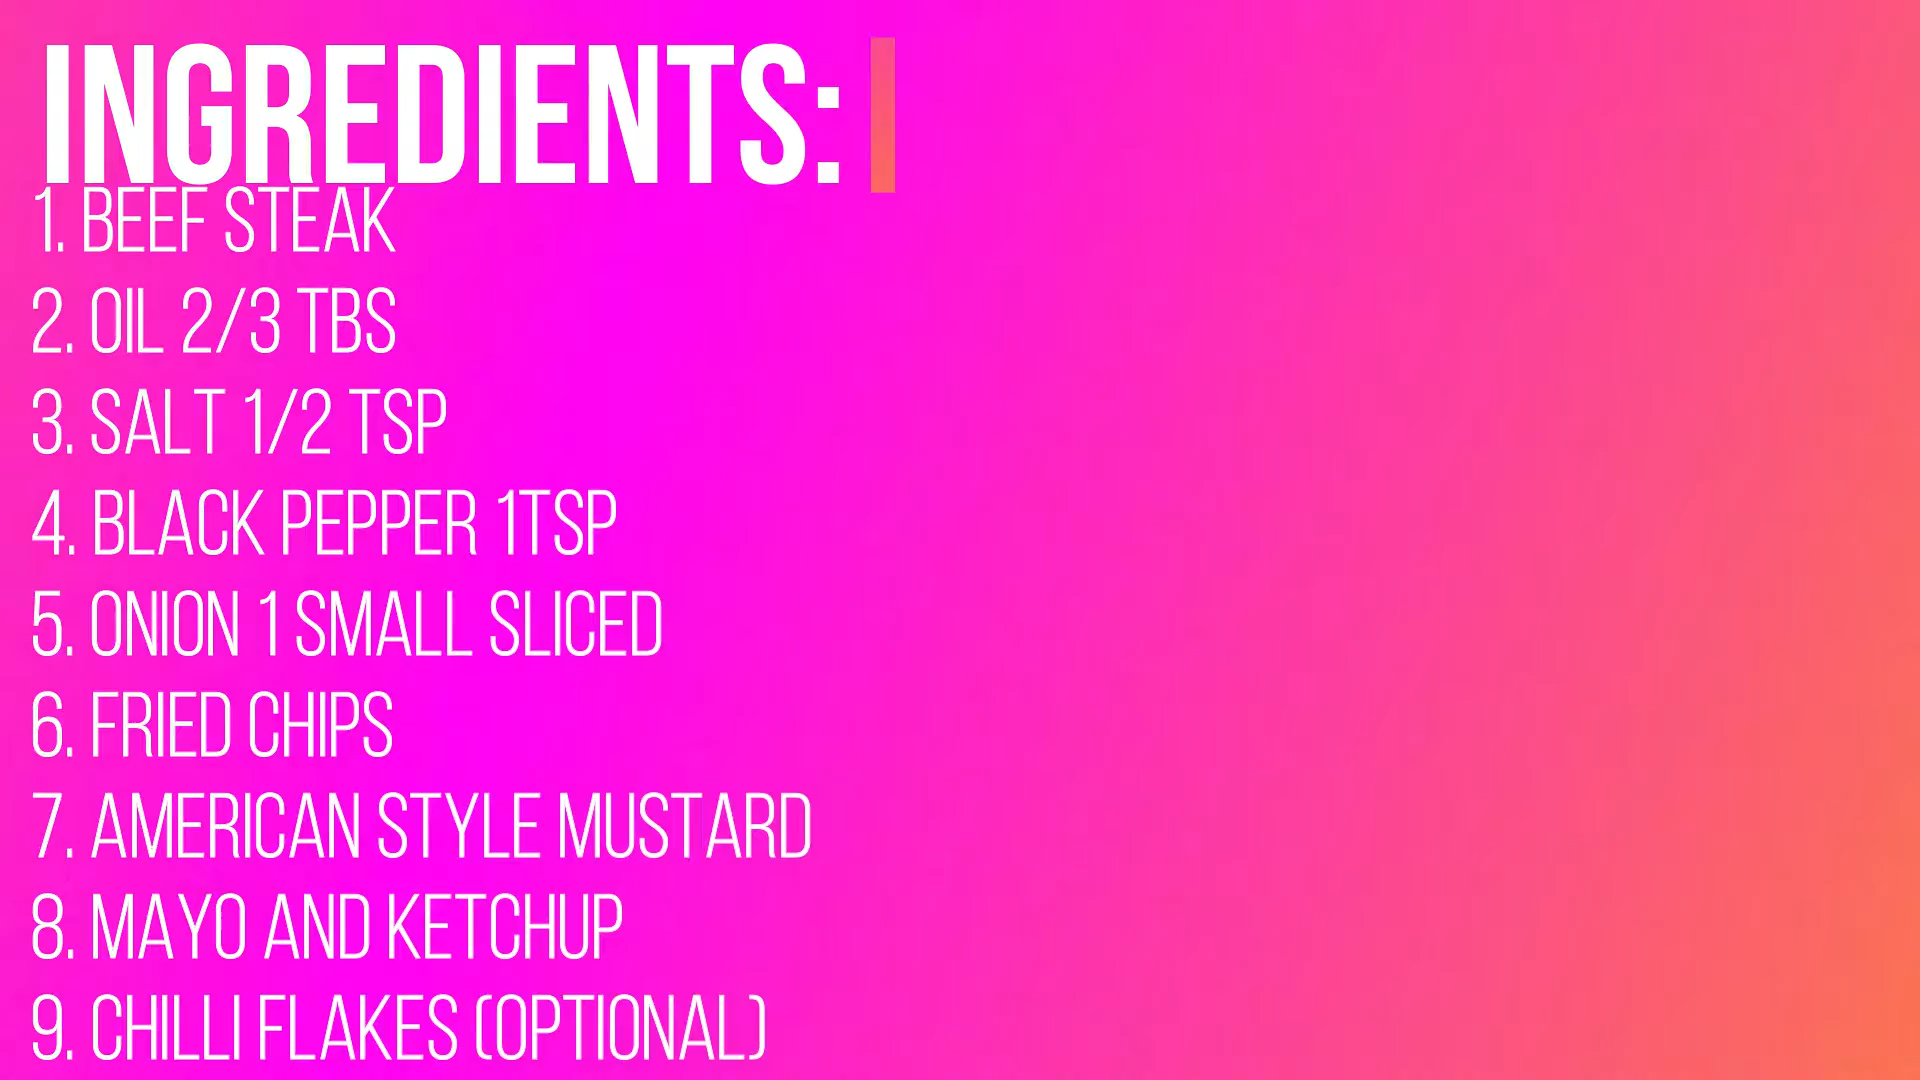 INGREDIENTS:
1. BEEF STEAK
2. OIL 2/3 TBS
3. SALT 1/2 TSP
4. BLACK PEPPER 1TSP
5. ONION 1 SMALL SLICED
6. FRIED CHIPS
7. AMERICAN STYLE MUSTARD
8. MAYO AND KETCHUP
9. CHILLI FLAKES (OPTIONAL)